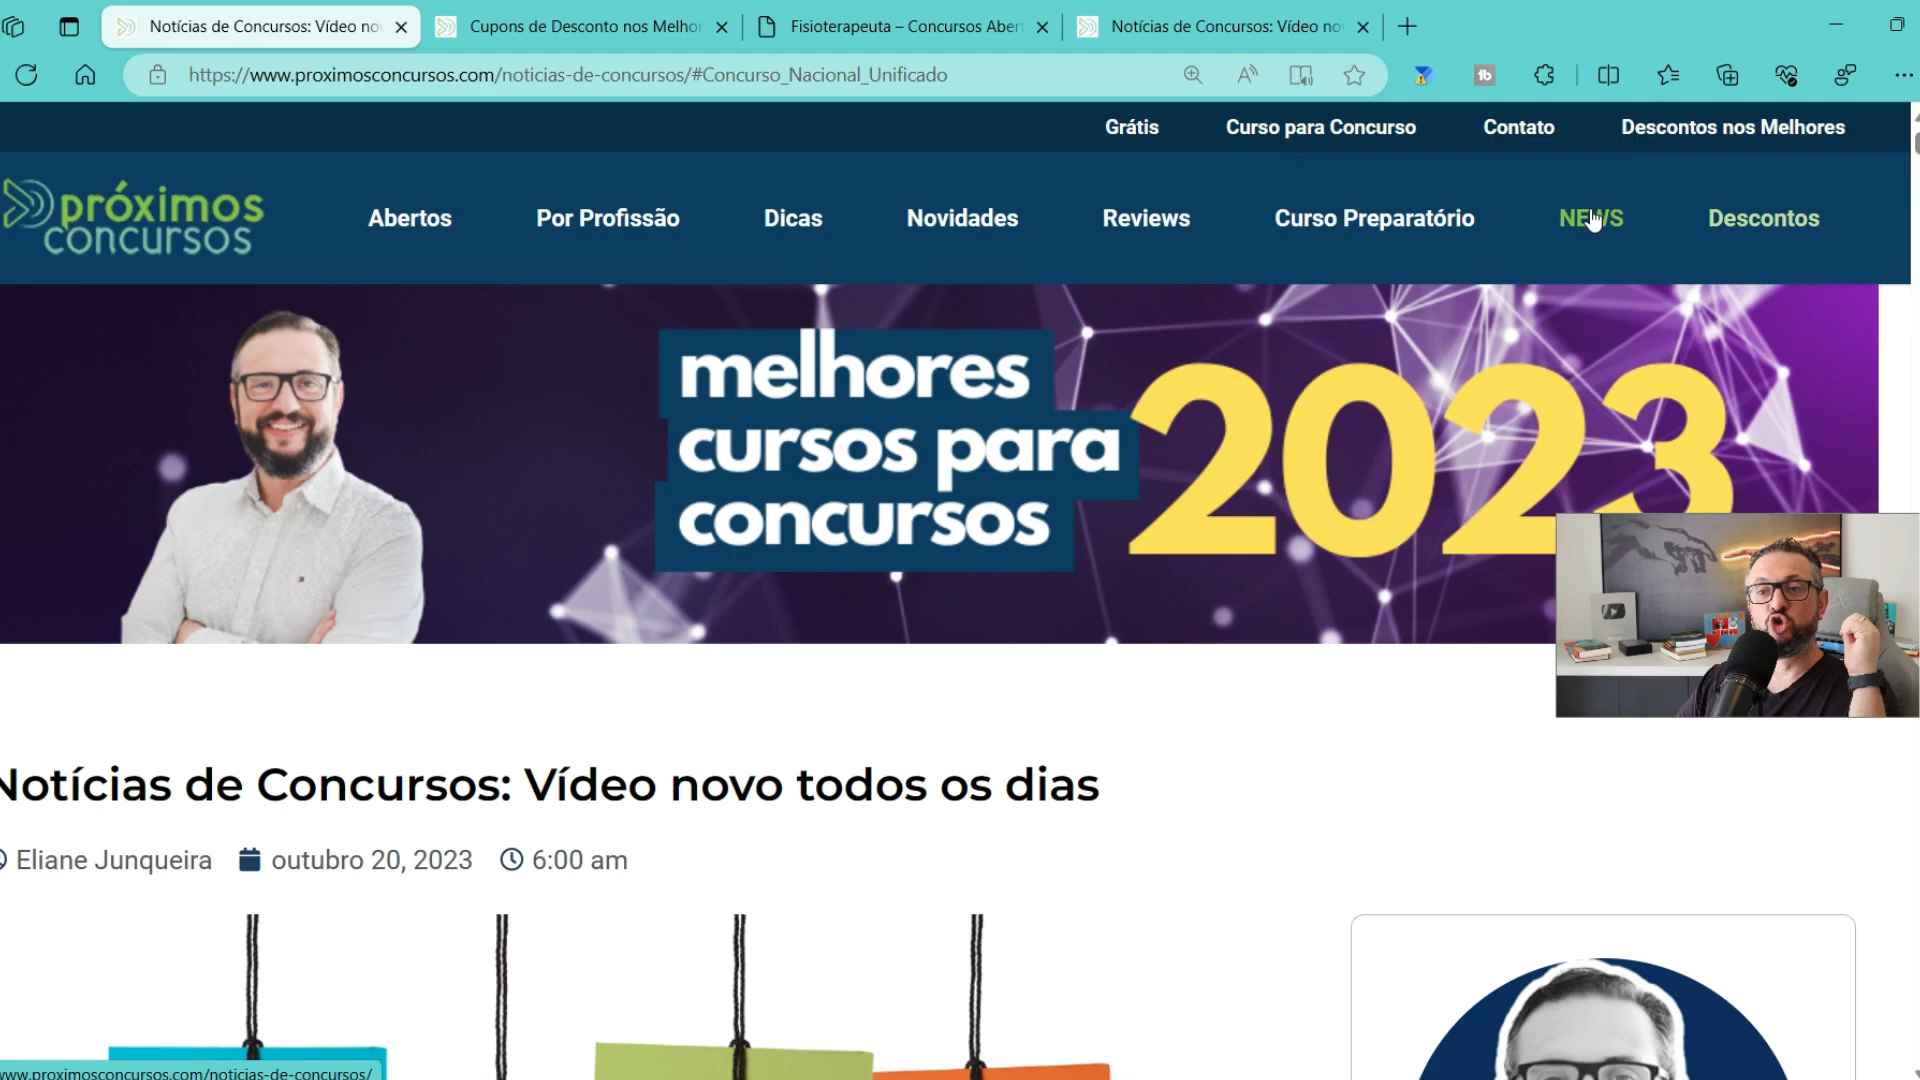 Notícias de Concursos: Vídeo no
Cupons de Desconto nos Melhor
Fisioterapeuta – Concursos Aber
Notícias de Concursos: Vídeo no
https://www.proximosconcursos.com/noticias-de-concursos/#Concurso_Nacional_Unificado
Grátis
Curso para Concurso
Contato
Descontos nos Melhores
próximos
concursos
Abertos
Por Profissão
Dicas
Novidades
Reviews
Curso Preparatório
NEWS
Descontos
melhores
cursos para
concursos
2023
Notícias de Concursos: Vídeo novo todos os dias
Eliane Junqueira
outubro 20, 2023
6:00 am
www.proximosconcursos.com/noticias-de-concursos/